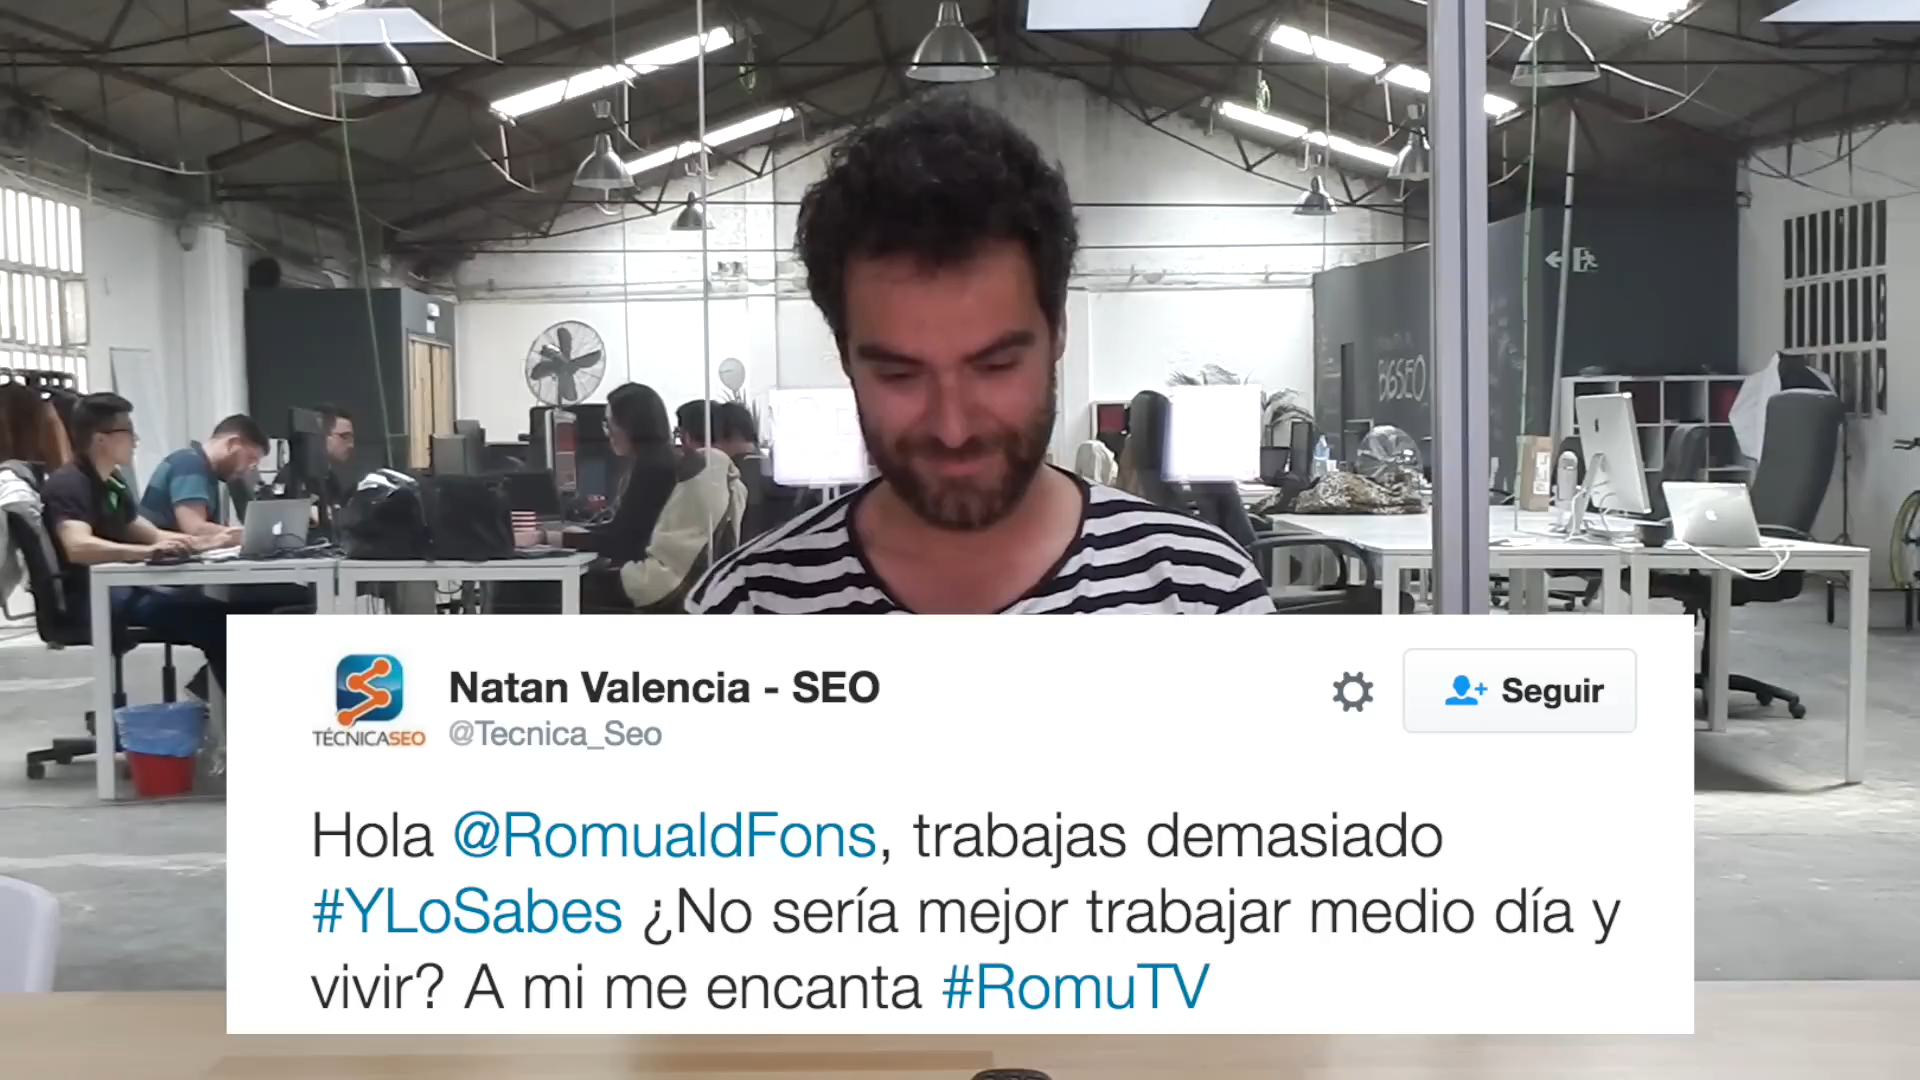 BIGSEO
TÉCNICASEO
Natan Valencia - SEO
@Tecnica_Seo
Seguir
Hola @RomualdFons, trabajas demasiado
#YLoSabes ¿No sería mejor trabajar medio día y
vivir? A mi me encanta #RomuTV